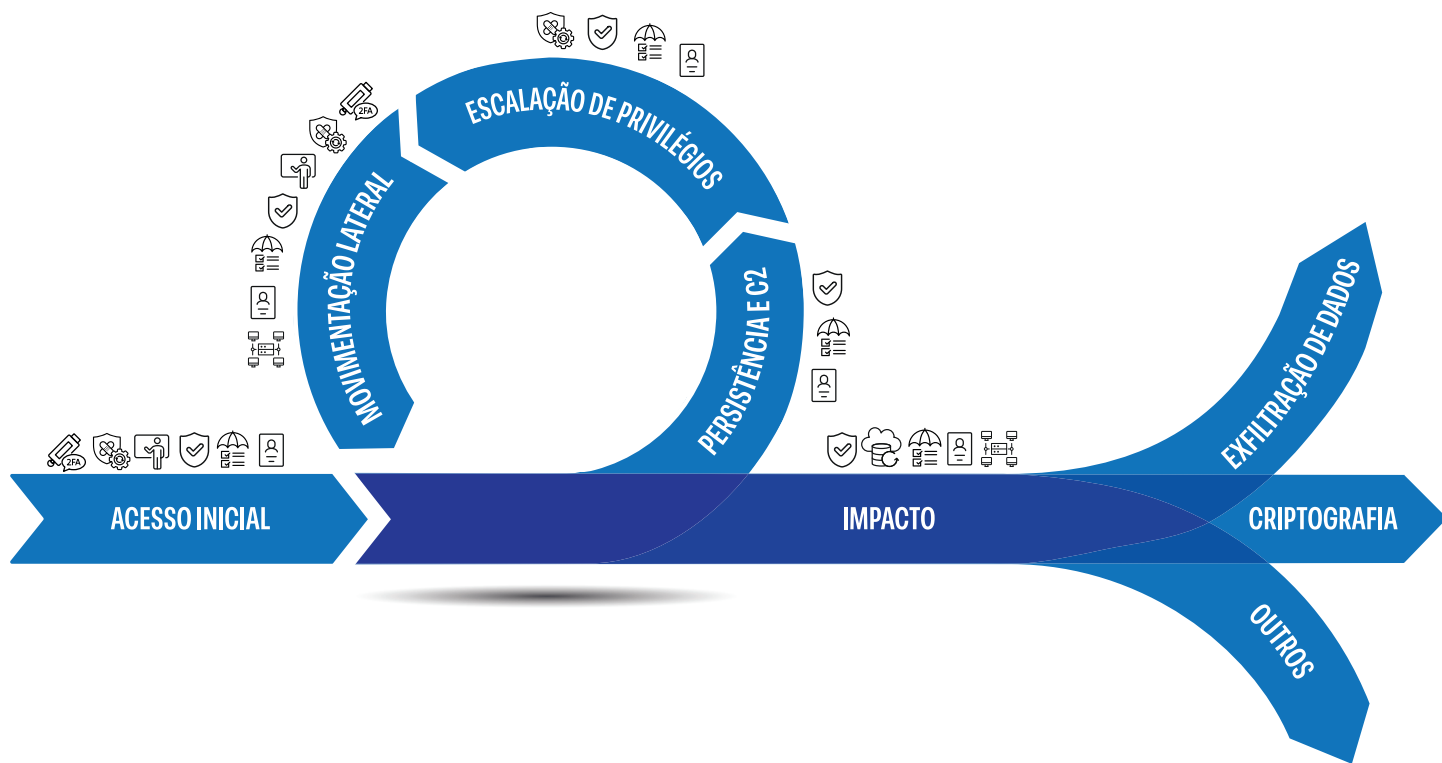 ESCALAÇÃO DE PRIVILÉGIOS
2FA
MOVIMENTAÇÃO LATERAL
PERSISTÊNCIA E C2
2FA
ACESSO INICIAL
IMPACTO
EXFILTRAÇÃO DE DADOS
CRIPTOGRAFIA
OUTROS